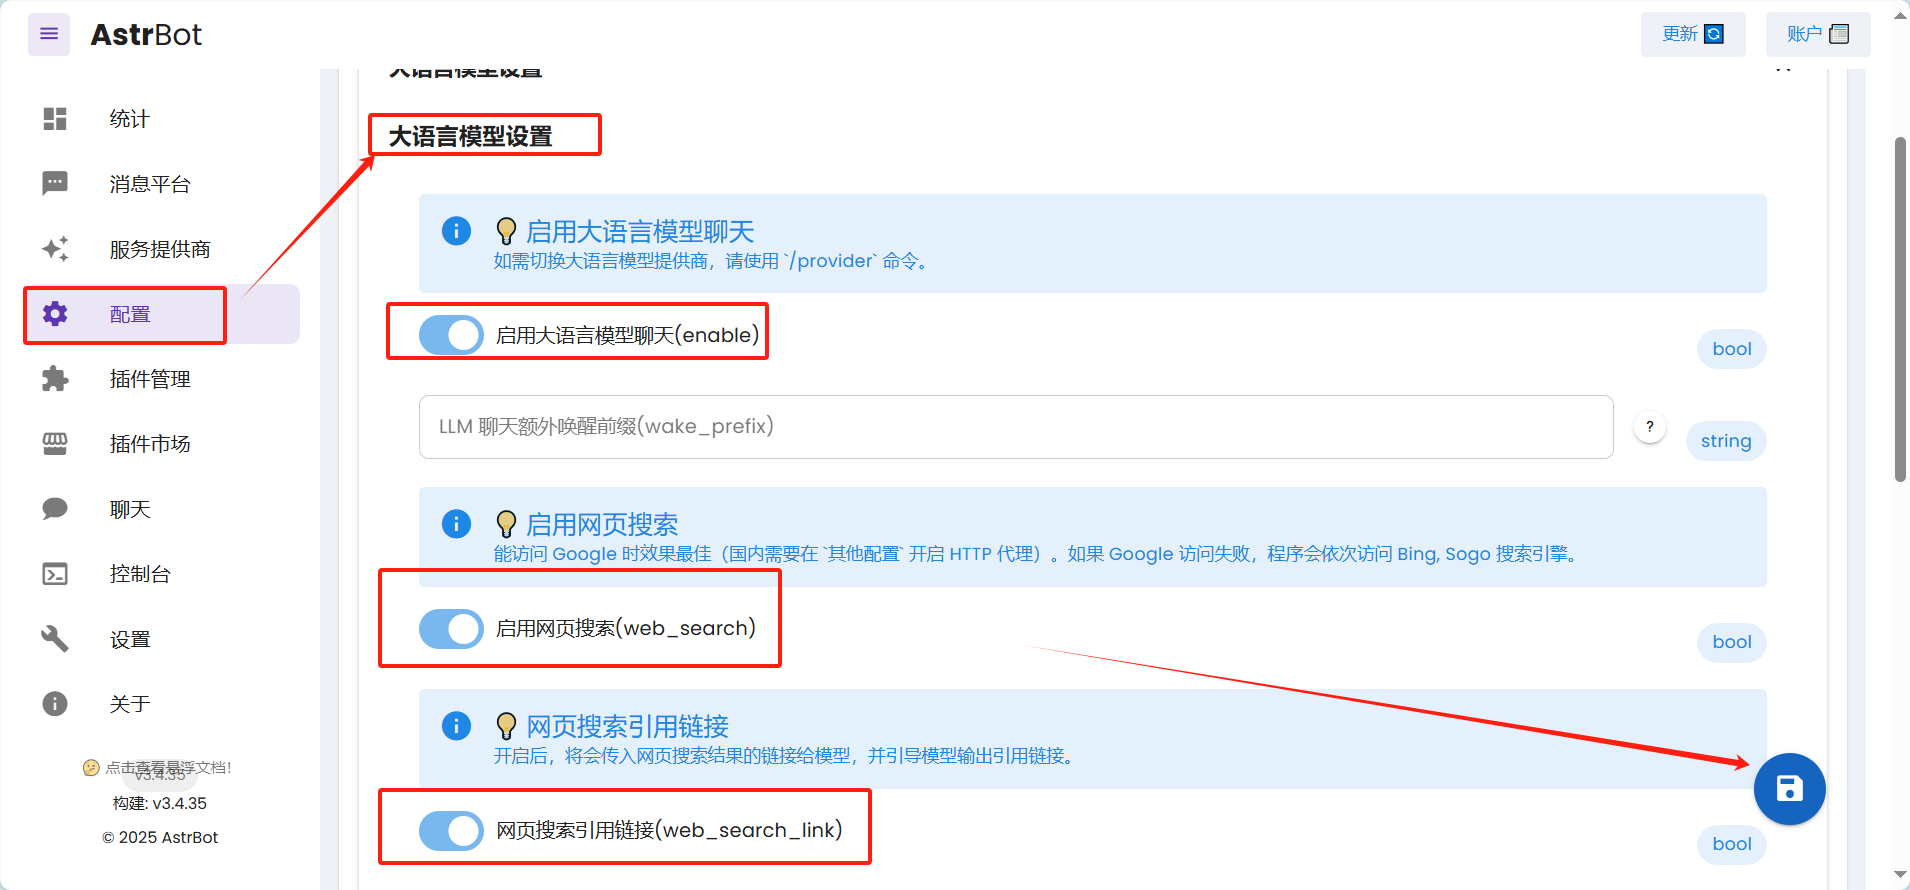 AstrBot
更新
账户
大语言模型设置
统计
消息平台
服务提供商
配置
插件管理
插件市场
聊天
控制台
设置
关于
点击查看悬浮文档!
v3.4.35
构建: v3.4.35
© 2025 AstrBot
大语言模型设置
启用大语言模型聊天
如需切换大语言模型提供商，请使用 `/provider` 命令。
启用大语言模型聊天(enable)
bool
LLM 聊天额外唤醒前缀(wake_prefix)
?
string
启用网页搜索
能访问 Google 时效果最佳（国内需要在 `其他配置` 开启 HTTP 代理）。如果 Google 访问失败，程序会依次访问 Bing, Sogo 搜索引擎。
启用网页搜索(web_search)
bool
网页搜索引用链接
开启后，将会传入网页搜索结果的链接给模型，并引导模型输出引用链接。
网页搜索引用链接(web_search_link)
bool